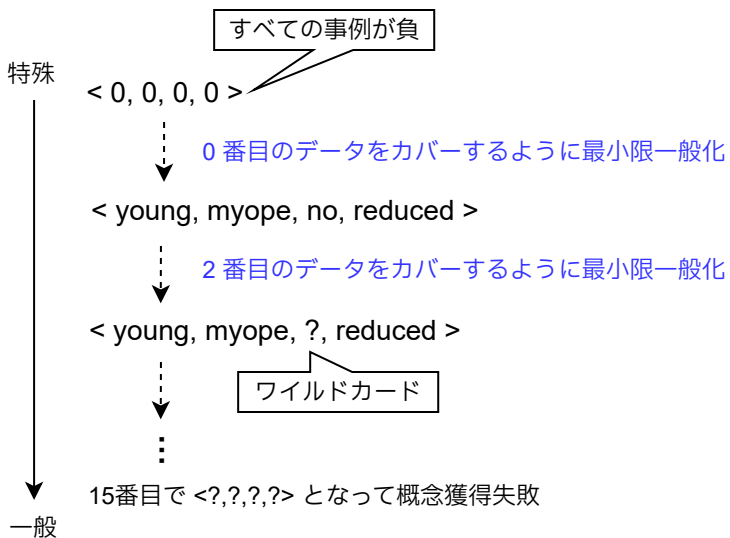 すべての事例が負
特殊
< 0, 0, 0, 0 >
0 番目のデータをカバーするように最小限一般化
< young, myope, no, reduced >
2 番目のデータをカバーするように最小限一般化
< young, myope, ?, reduced >
ワイルドカード
⋮
15番目で <?,?,?,?> となって概念獲得失敗
一般